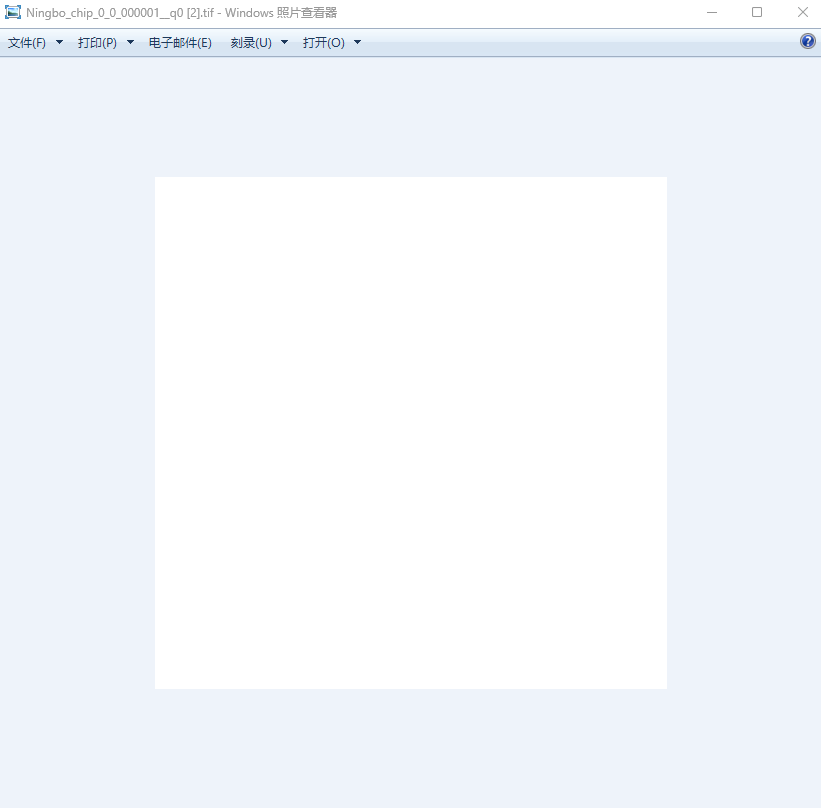 Ningbo_chip_0_0_000001__q0 [2].tif - Windows 照片查看器
文件(F) 打印(P) 电子邮件(E) 刻录(U) 打开(O)